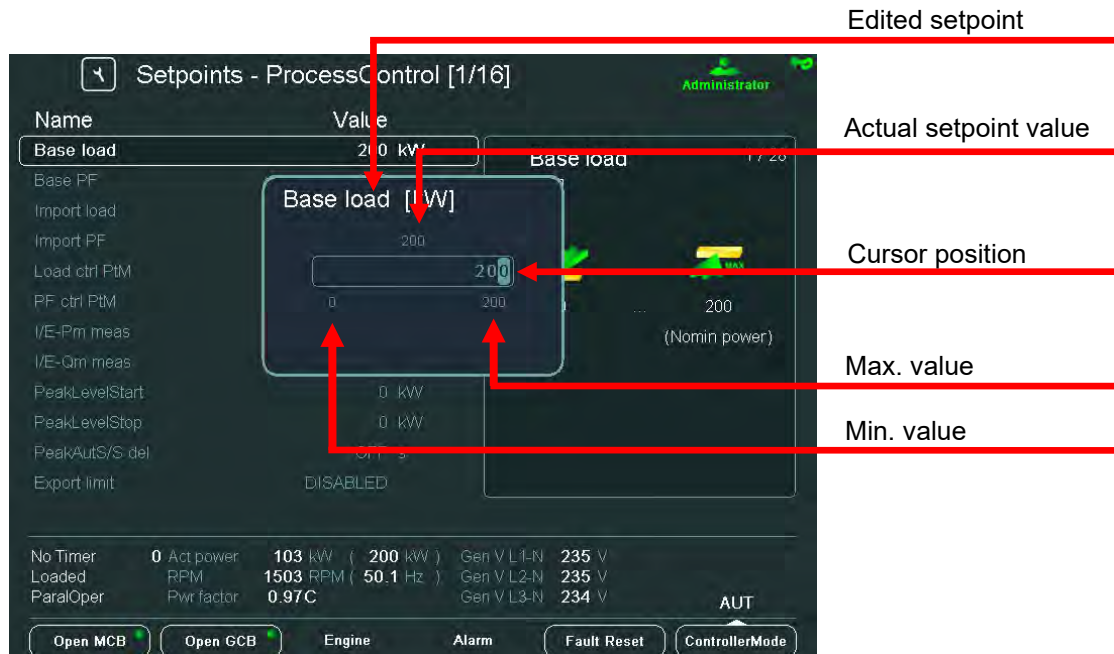 Edited setpoint
Setpoints - ProcessControl [1/16]
Administrator
Name Value
Actual setpoint value
Base load 200 kW
Base load
Base PF
Base load [kW]
Import load
Import PF
200
Cursor position
Load ctrl PtM
200
PF ctrl PtM
0 200
... 200
I/E-Pm meas
(Nomin power)
I/E-Qm meas
Max. value
PeakLevelStart 0 kW
PeakLevelStop 0 kW
Min. value
PeakAutS/S del OFF s
Export limit DISABLED
No Timer 0 Act power 103 kW ( 200 kW ) Gen V L1-N 235 V
Loaded RPM 1503 RPM ( 50.1 Hz ) Gen V L2-N 235 V
ParalOper Pwr factor 0.97C Gen V L3-N 234 V
AUT
Open MCB Open GCB Engine Alarm Fault Reset ControllerMode